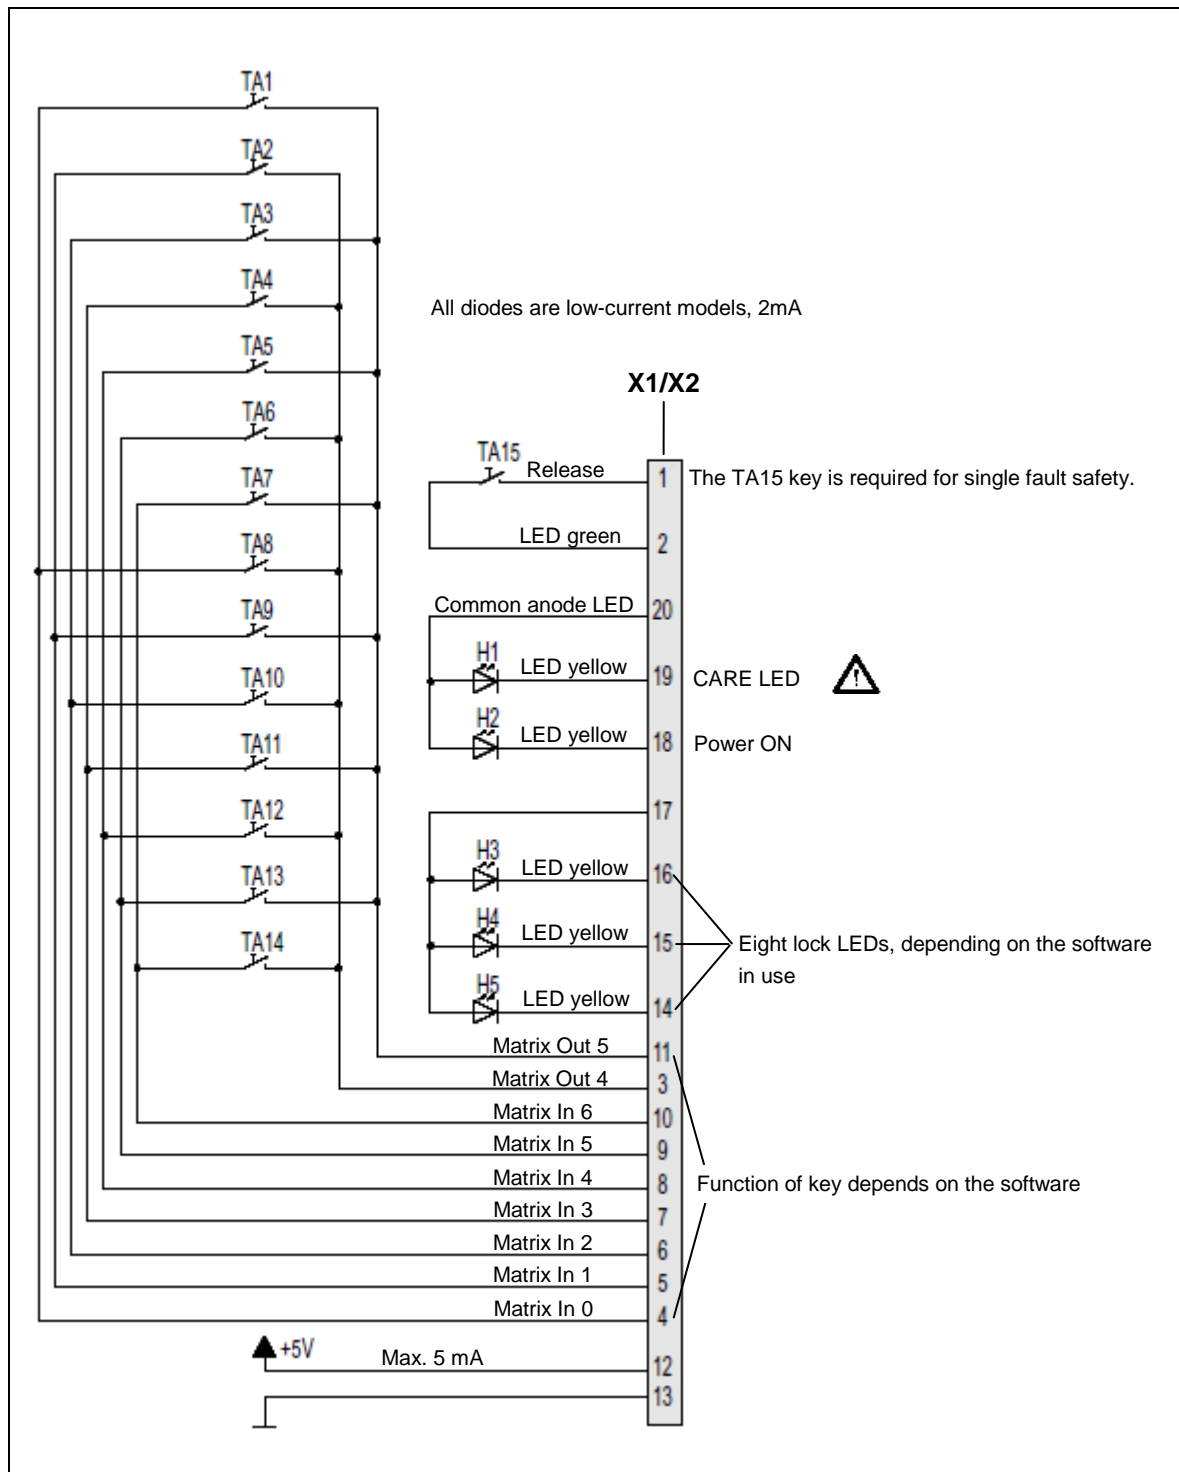 TA1
TA2
TA3
TA4
All diodes are low-current models, 2mA
TA5
X1/X2
TA6
TA15
Release
1
The TA15 key is required for single fault safety.
TA7
LED green
2
TA8
Common anode LED
20
TA9
H1
LED yellow
19
CARE LED
!
TA10
H2
LED yellow
18
Power ON
TA11
17
TA12
H3
LED yellow
16
TA13
H4
LED yellow
15
Eight lock LEDs, depending on the software
in use
TA14
H5
LED yellow
14
Matrix Out 5
11
Matrix Out 4
3
Matrix In 6
10
Matrix In 5
9
Matrix In 4
8
Function of key depends on the software
Matrix In 3
7
Matrix In 2
6
Matrix In 1
5
Matrix In 0
4
+5V
Max. 5 mA
12
13